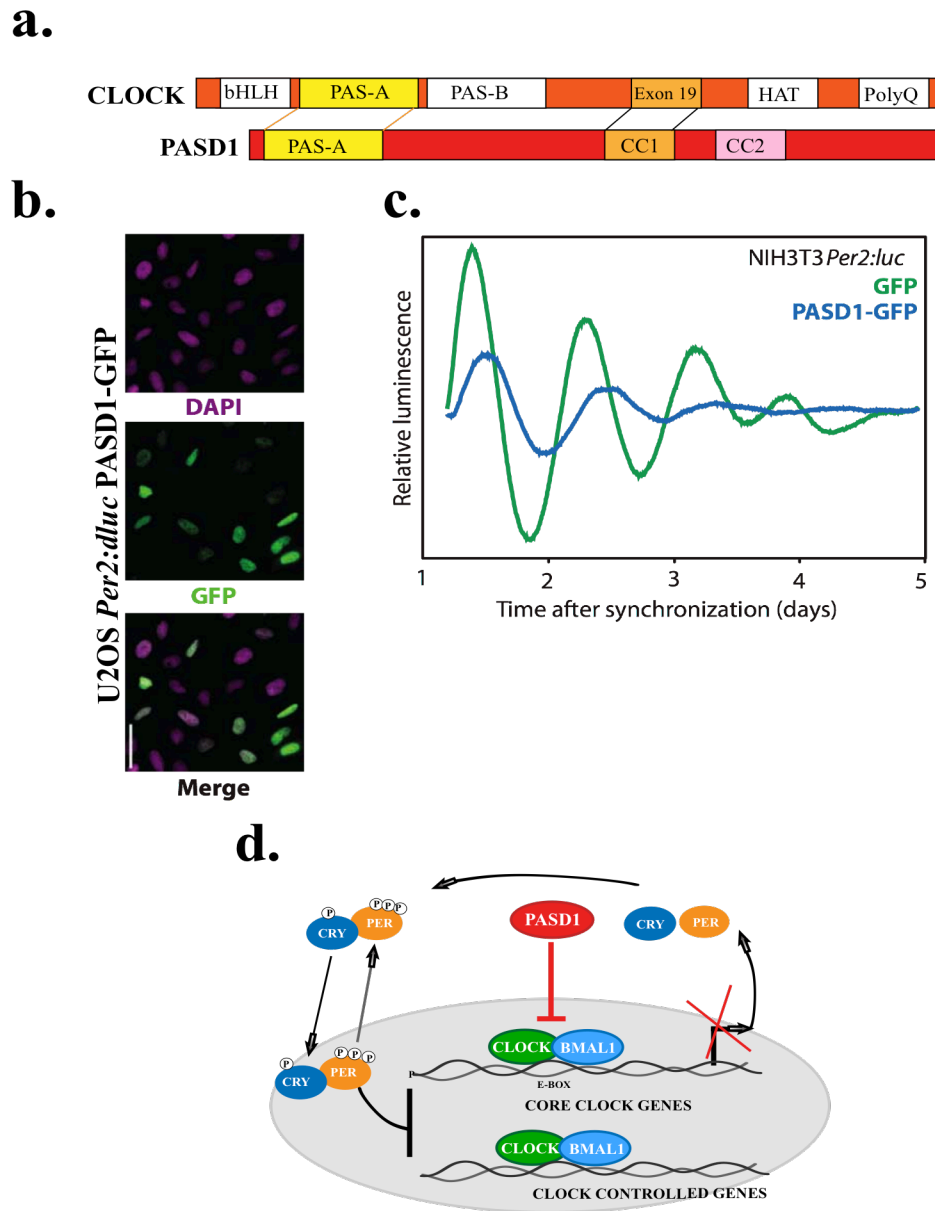 a.
CLOCK
bHLH
PAS-A
PAS-B
Exon 19
HAT
PolyQ
PASD1
PAS-A
CC1
CC2
b.
U2OS Per2:dluc PASD1-GFP
DAPI
GFP
Merge
c.
NIH3T3 Per2:luc
GFP
PASD1-GFP
Relative luminescence
1
2
3
4
5
Time after synchronization (days)
d.
P
P
P
P
CRY
PER
PASD1
CRY
PER
P
P
P
P
CRY
PER
CLOCK
BMAL1
P
E-BOX
CORE CLOCK GENES
CLOCK
BMAL1
CLOCK CONTROLLED GENES